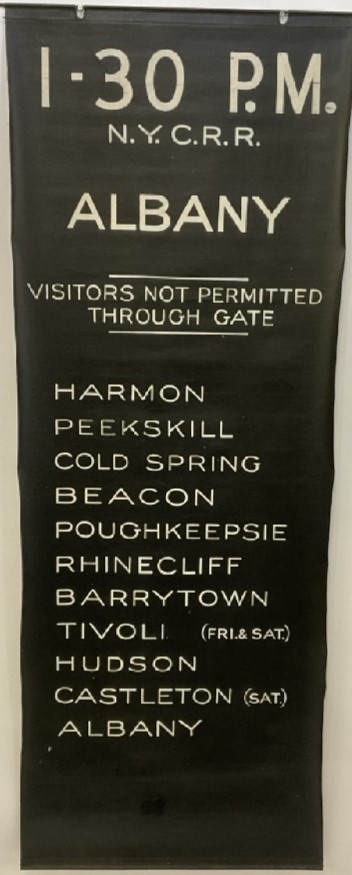 1-30 P.M.
N.Y.C.R.R.
ALBANY
VISITORS NOT PERMITTED
THROUGH GATE
HARMON
PEEKSKILL
COLD SPRING
BEACON
POUGHKEEPSIE
RHINECLIFF
BARRYTOWN
TIVOLI (FRI.& SAT.)
HUDSON
CASTLETON (SAT.)
ALBANY